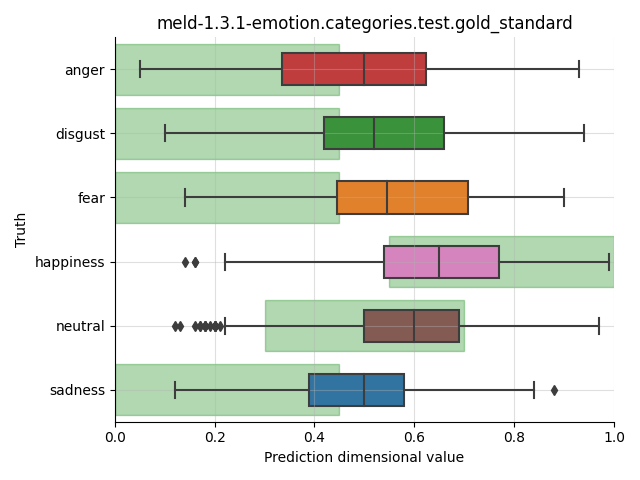 meld-1.3.1-emotion.categories.test.gold_standard
anger
disgust
fear
happiness
neutral
sadness
Truth
0.0 0.2 0.4 0.6 0.8 1.0
Prediction dimensional value